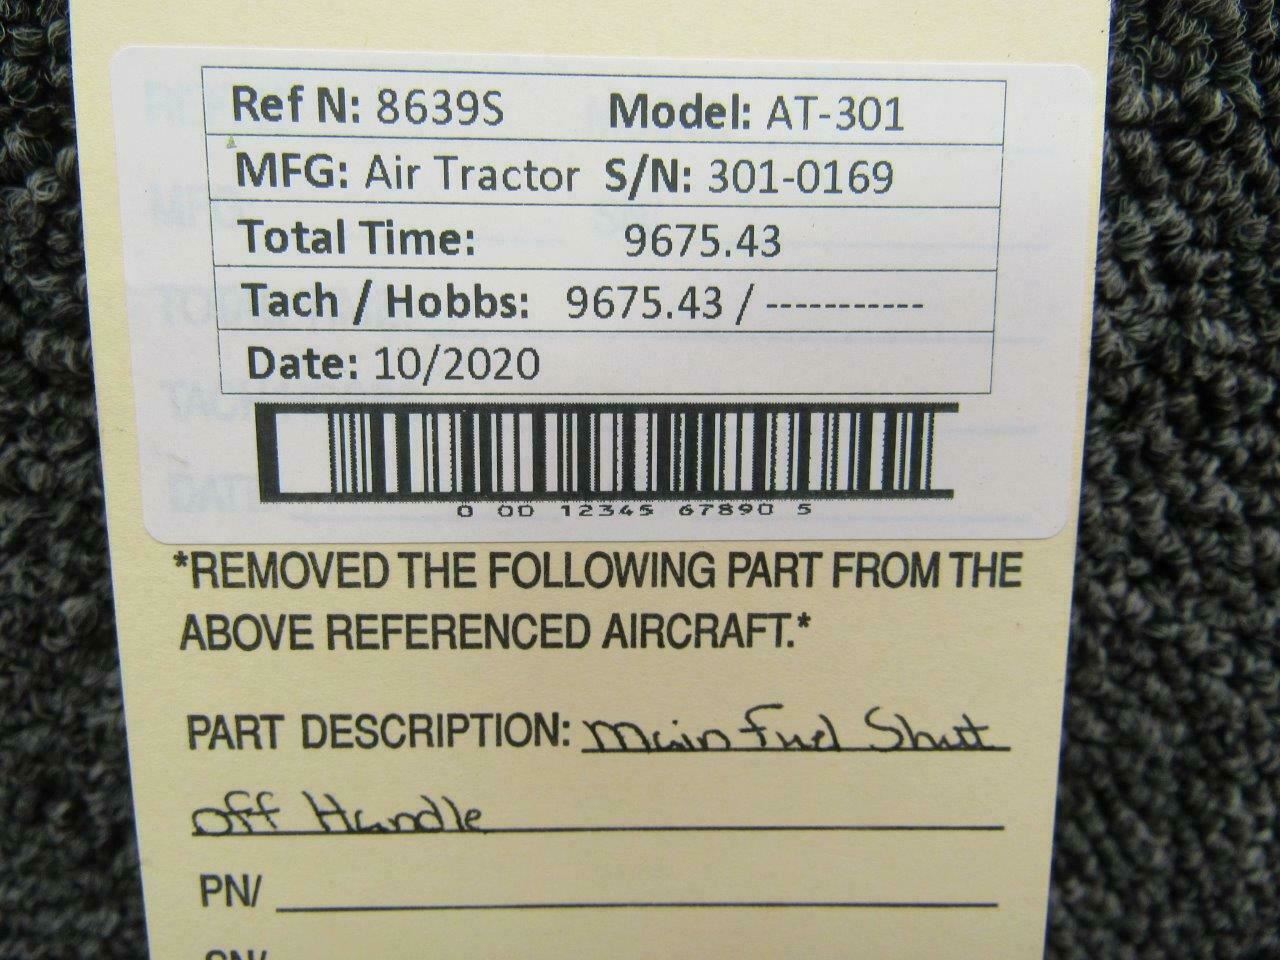 Ref N: 8639S Model: AT-301
MFG: Air Tractor S/N: 301-0169
Total Time: 9675.43
Tach / Hobbs: 9675.43 / -----------
Date: 10/2020
0 00 12345 67890 5
*REMOVED THE FOLLOWING PART FROM THE
ABOVE REFERENCED AIRCRAFT.*
PART DESCRIPTION: Main Fuel Shut
off Handle
PN/
SN/